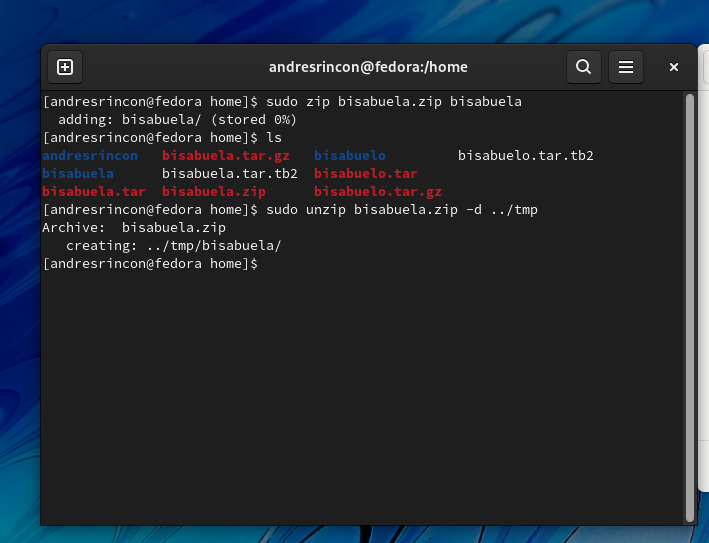 andresrincon@fedora:/home
[andresrincon@fedora home]$ sudo zip bisabuela.zip bisabuela
  adding: bisabuela/ (stored 0%)
[andresrincon@fedora home]$ ls
andresrincon   bisabuela.tar.gz   bisabuelo         bisabuelo.tar.tb2
bisabuela      bisabuela.tar.tb2  bisabuelo.tar
bisabuela.tar  bisabuela.zip      bisabuelo.tar.gz
[andresrincon@fedora home]$ sudo unzip bisabuela.zip -d ../tmp
Archive:  bisabuela.zip
   creating: ../tmp/bisabuela/
[andresrincon@fedora home]$